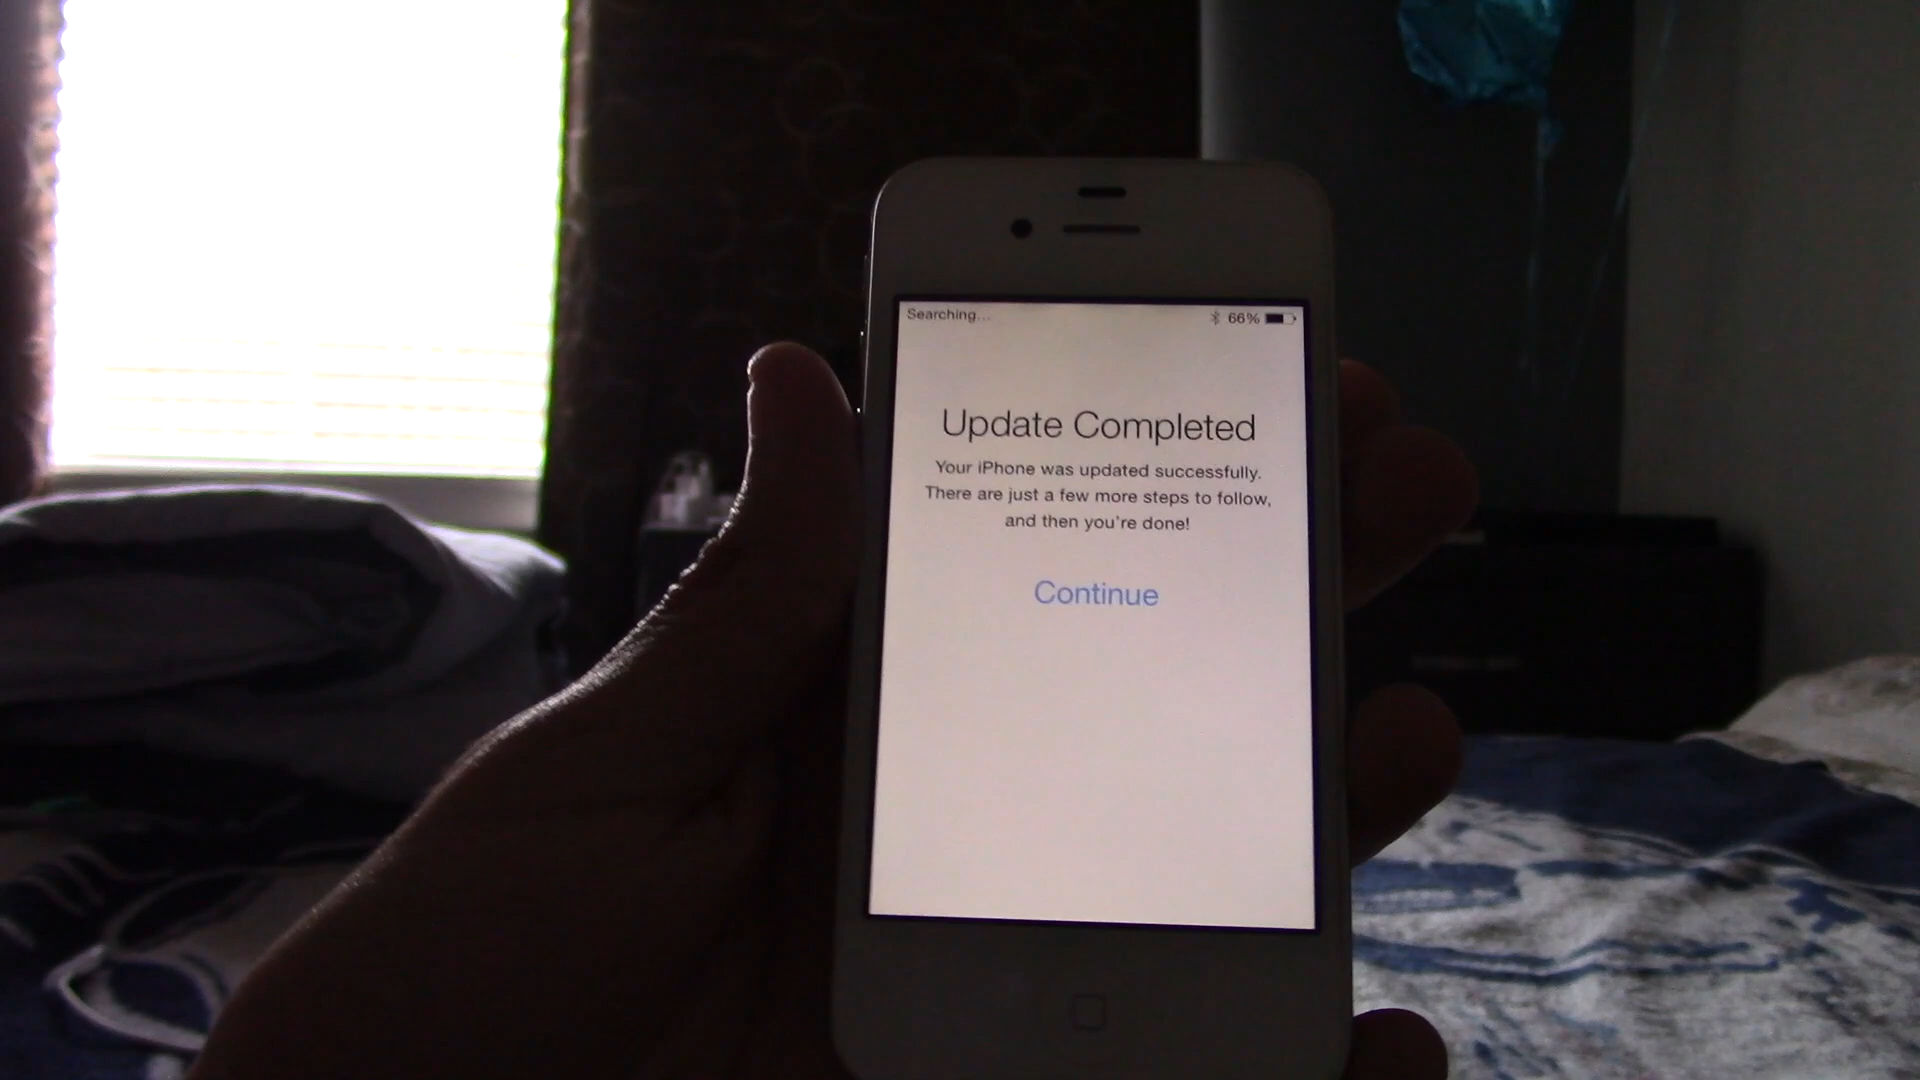 Searching...
66%
Update Completed
Your iPhone was updated successfully.
There are just a few more steps to follow,
and then you're done!
Continue